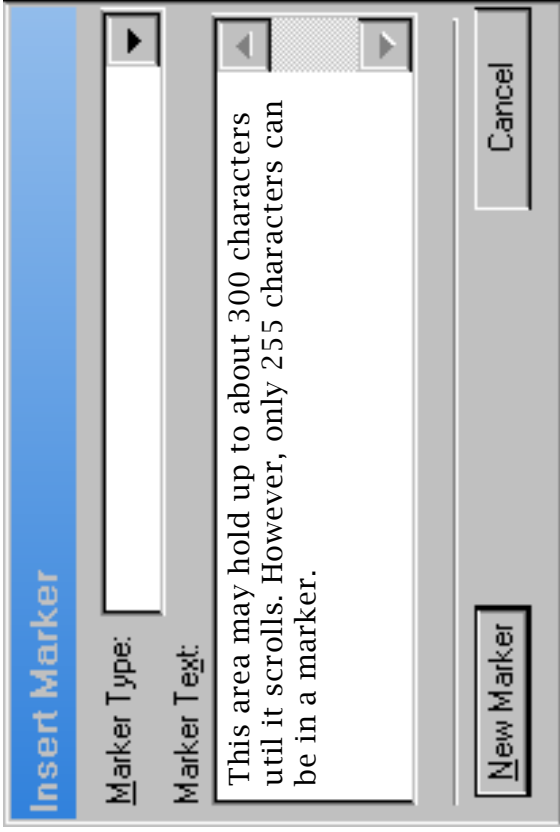 Insert Marker
Marker Type:
Marker Text:
This area may hold up to about 300 characters
util it scrolls. However, only 255 characters can
be in a marker.
New Marker
Cancel